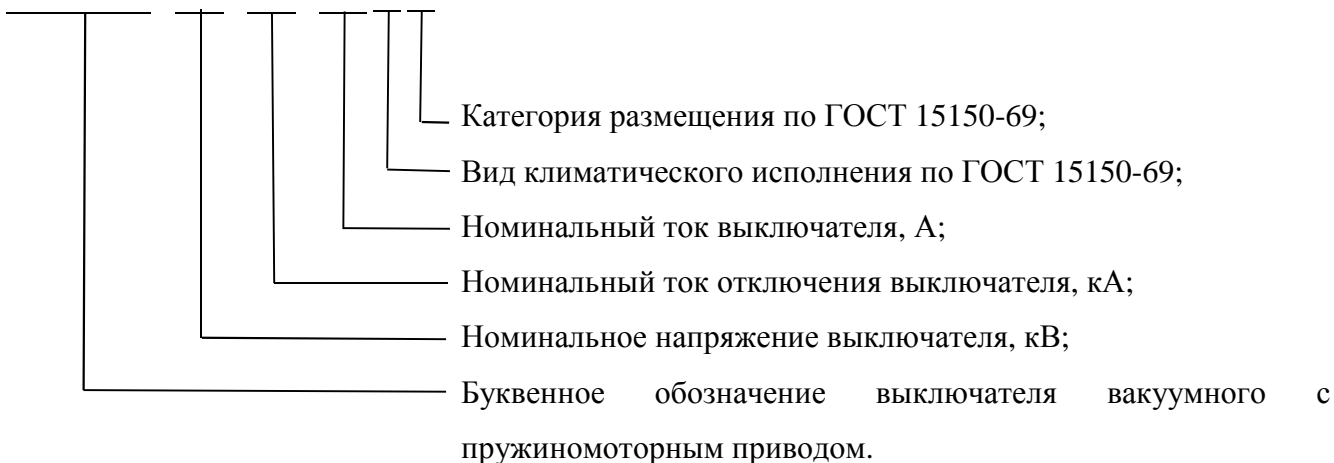 Категория размещения по ГОСТ 15150-69;
Вид климатического исполнения по ГОСТ 15150-69;
Номинальный ток выключателя, А;
Номинальный ток отключения выключателя, кА;
Номинальное напряжение выключателя, кВ;
Буквенное обозначение выключателя вакуумного с
пружиномоторным приводом.